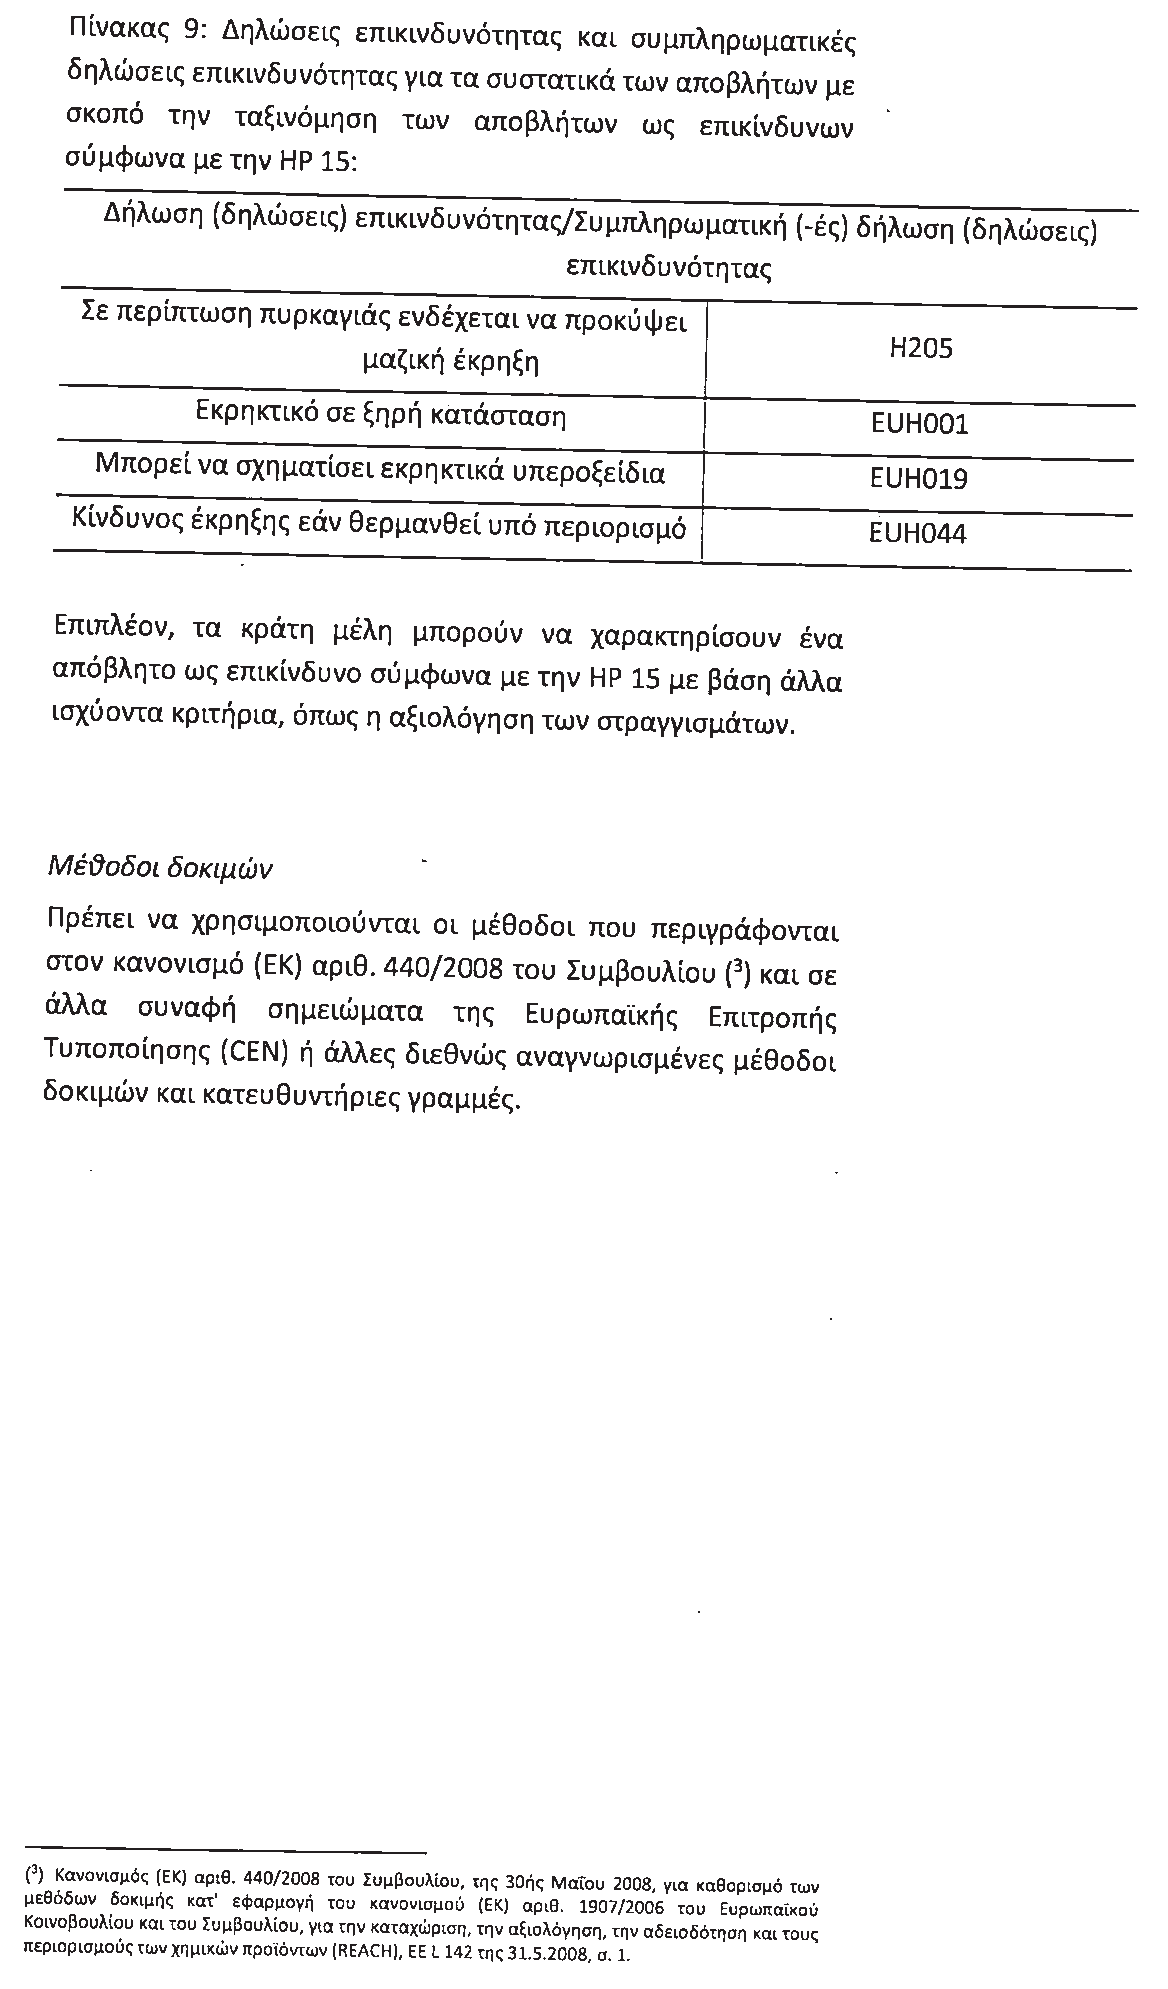 Πίνακας 9: Δηλώσεις επικινδυνότητας και συμπληρωματικές
δηλώσεις επικινδυνότητας για τα συστατικά των αποβλήτων με
σκοπό την ταξινόμηση των αποβλήτων ως επικίνδυνων
σύμφωνα με την HP 15:
Δήλωση (δηλώσεις) επικινδυνότητας/Συμπληρωματική (-ές) δήλωση (δηλώσεις)
επικινδυνότητας
Σε περίπτωση πυρκαγιάς ενδέχεται να προκύψει
μαζική έκρηξη
H205
Εκρηκτικό σε ξηρή κατάσταση
EUH001
Μπορεί να σχηματίσει εκρηκτικά υπεροξείδια
EUH019
Κίνδυνος έκρηξης εάν θερμανθεί υπό περιορισμό
EUH044
Επιπλέον, τα κράτη μέλη μπορούν να χαρακτηρίσουν ένα
απόβλητο ως επικίνδυνο σύμφωνα με την HP 15 με βάση άλλα
ισχύοντα κριτήρια, όπως η αξιολόγηση των στραγγισμάτων.
Μέθοδοι δοκιμών
Πρέπει να χρησιμοποιούνται οι μέθοδοι που περιγράφονται
στον κανονισμό (ΕΚ) αριθ. 440/2008 του Συμβουλίου (³) και σε
άλλα συναφή σημειώματα της Ευρωπαϊκής Επιτροπής
Τυποποίησης (CEN) ή άλλες διεθνώς αναγνωρισμένες μέθοδοι
δοκιμών και κατευθυντήριες γραμμές.
(³) Κανονισμός (ΕΚ) αριθ. 440/2008 του Συμβουλίου, της 30ής Μαΐου 2008, για καθορισμό των
μεθόδων δοκιμής κατ' εφαρμογή του κανονισμού (ΕΚ) αριθ. 1907/2006 του Ευρωπαϊκού
Κοινοβουλίου και του Συμβουλίου, για την καταχώριση, την αξιολόγηση, την αδειοδότηση και τους
περιορισμούς των χημικών προϊόντων (REACH), ΕΕ L 142 της 31.5.2008, σ. 1.